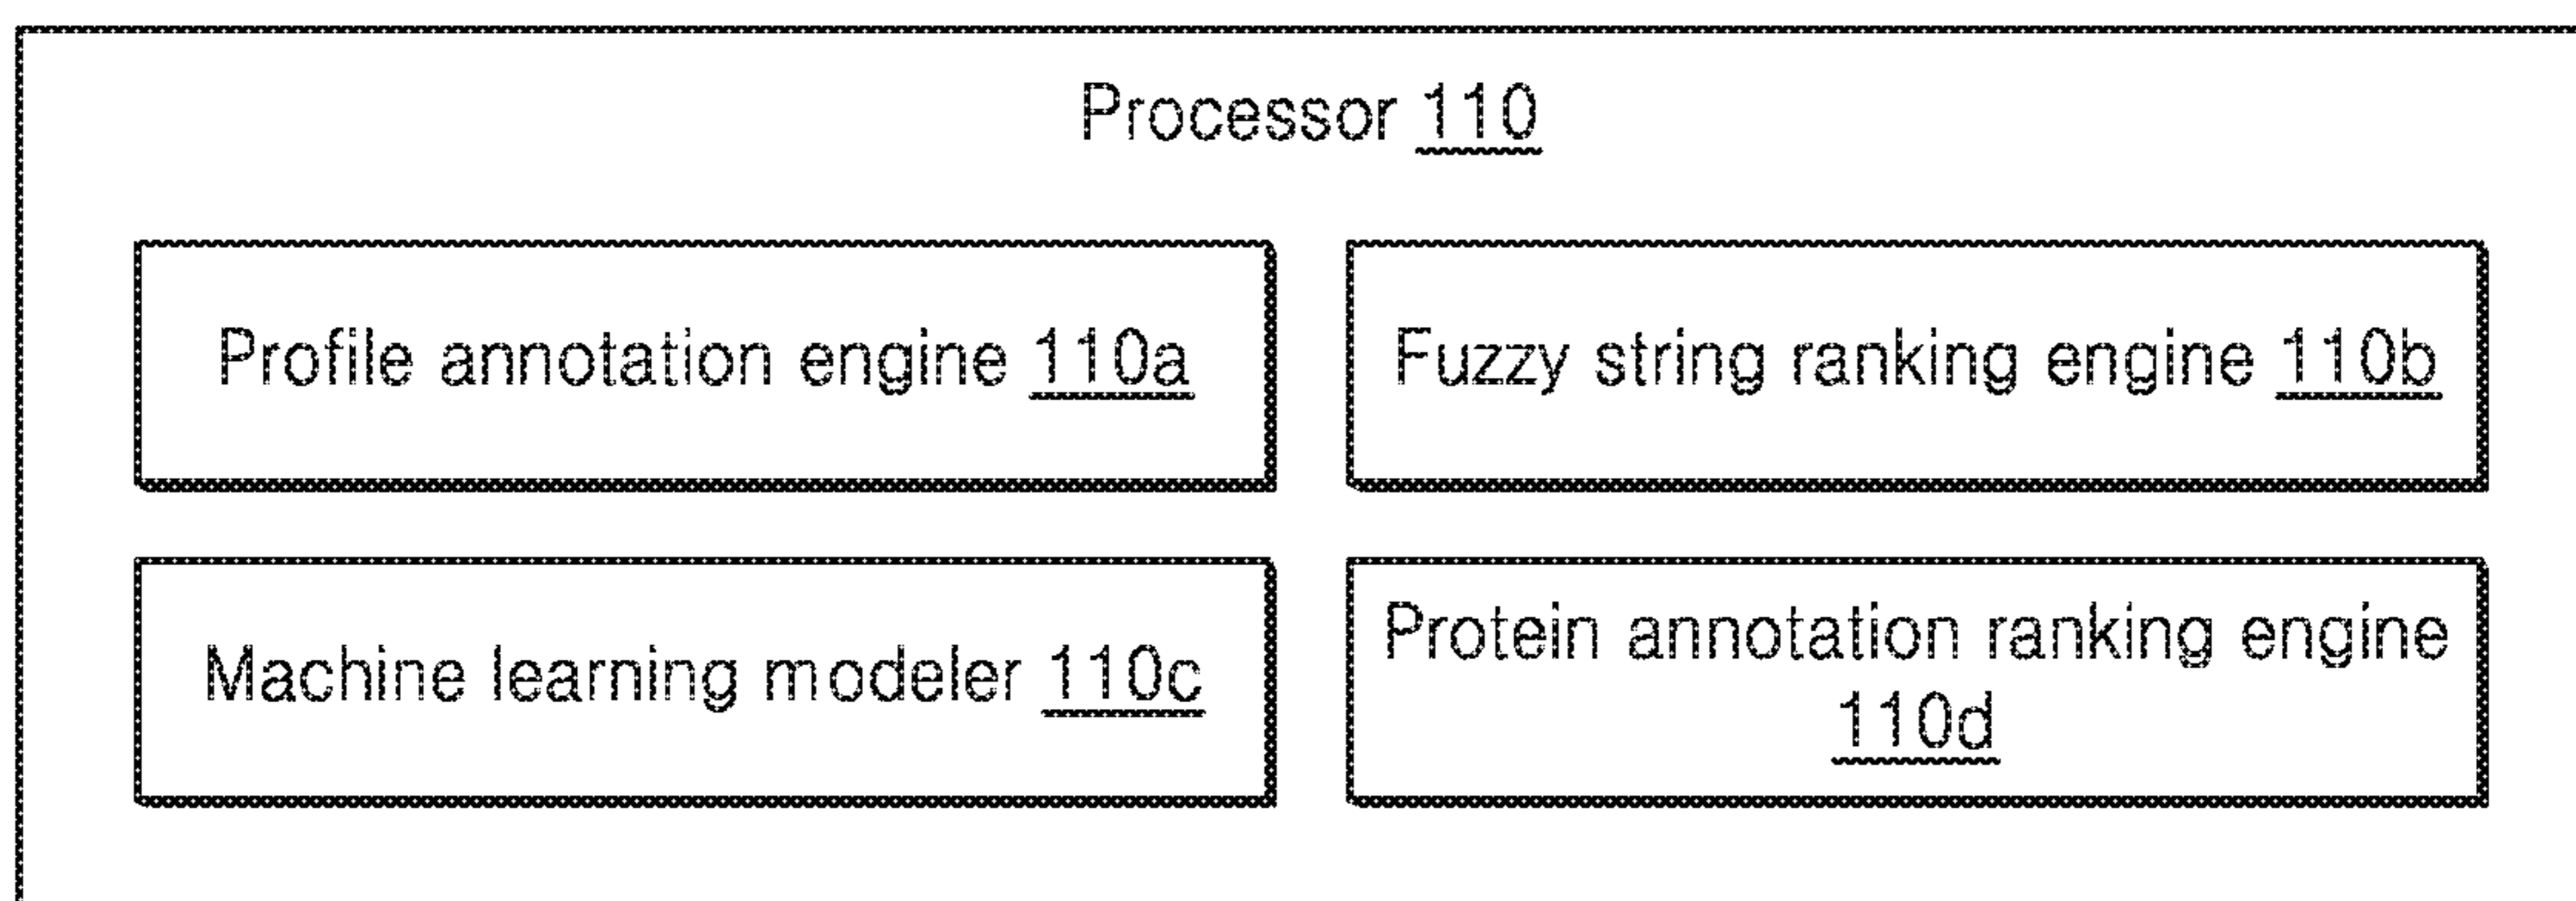 Processor 110
Profile annotation engine 110a
Fuzzy string ranking engine 110b
Machine learning modeler 110c
Protein annotation ranking engine
110d